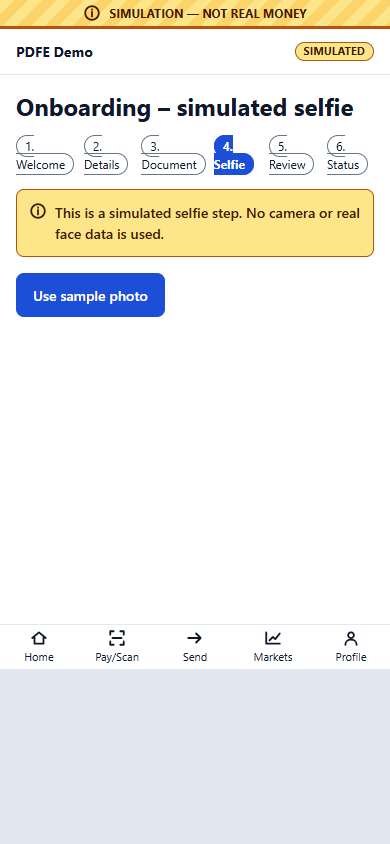 SIMULATION — NOT REAL MONEY
PDFE Demo
SIMULATED
Onboarding – simulated selfie
1. Welcome
2. Details
3. Document
4. Selfie
5. Review
6. Status
This is a simulated selfie step. No camera or real
face data is used.
Use sample photo
Home
Pay/Scan
Send
Markets
Profile